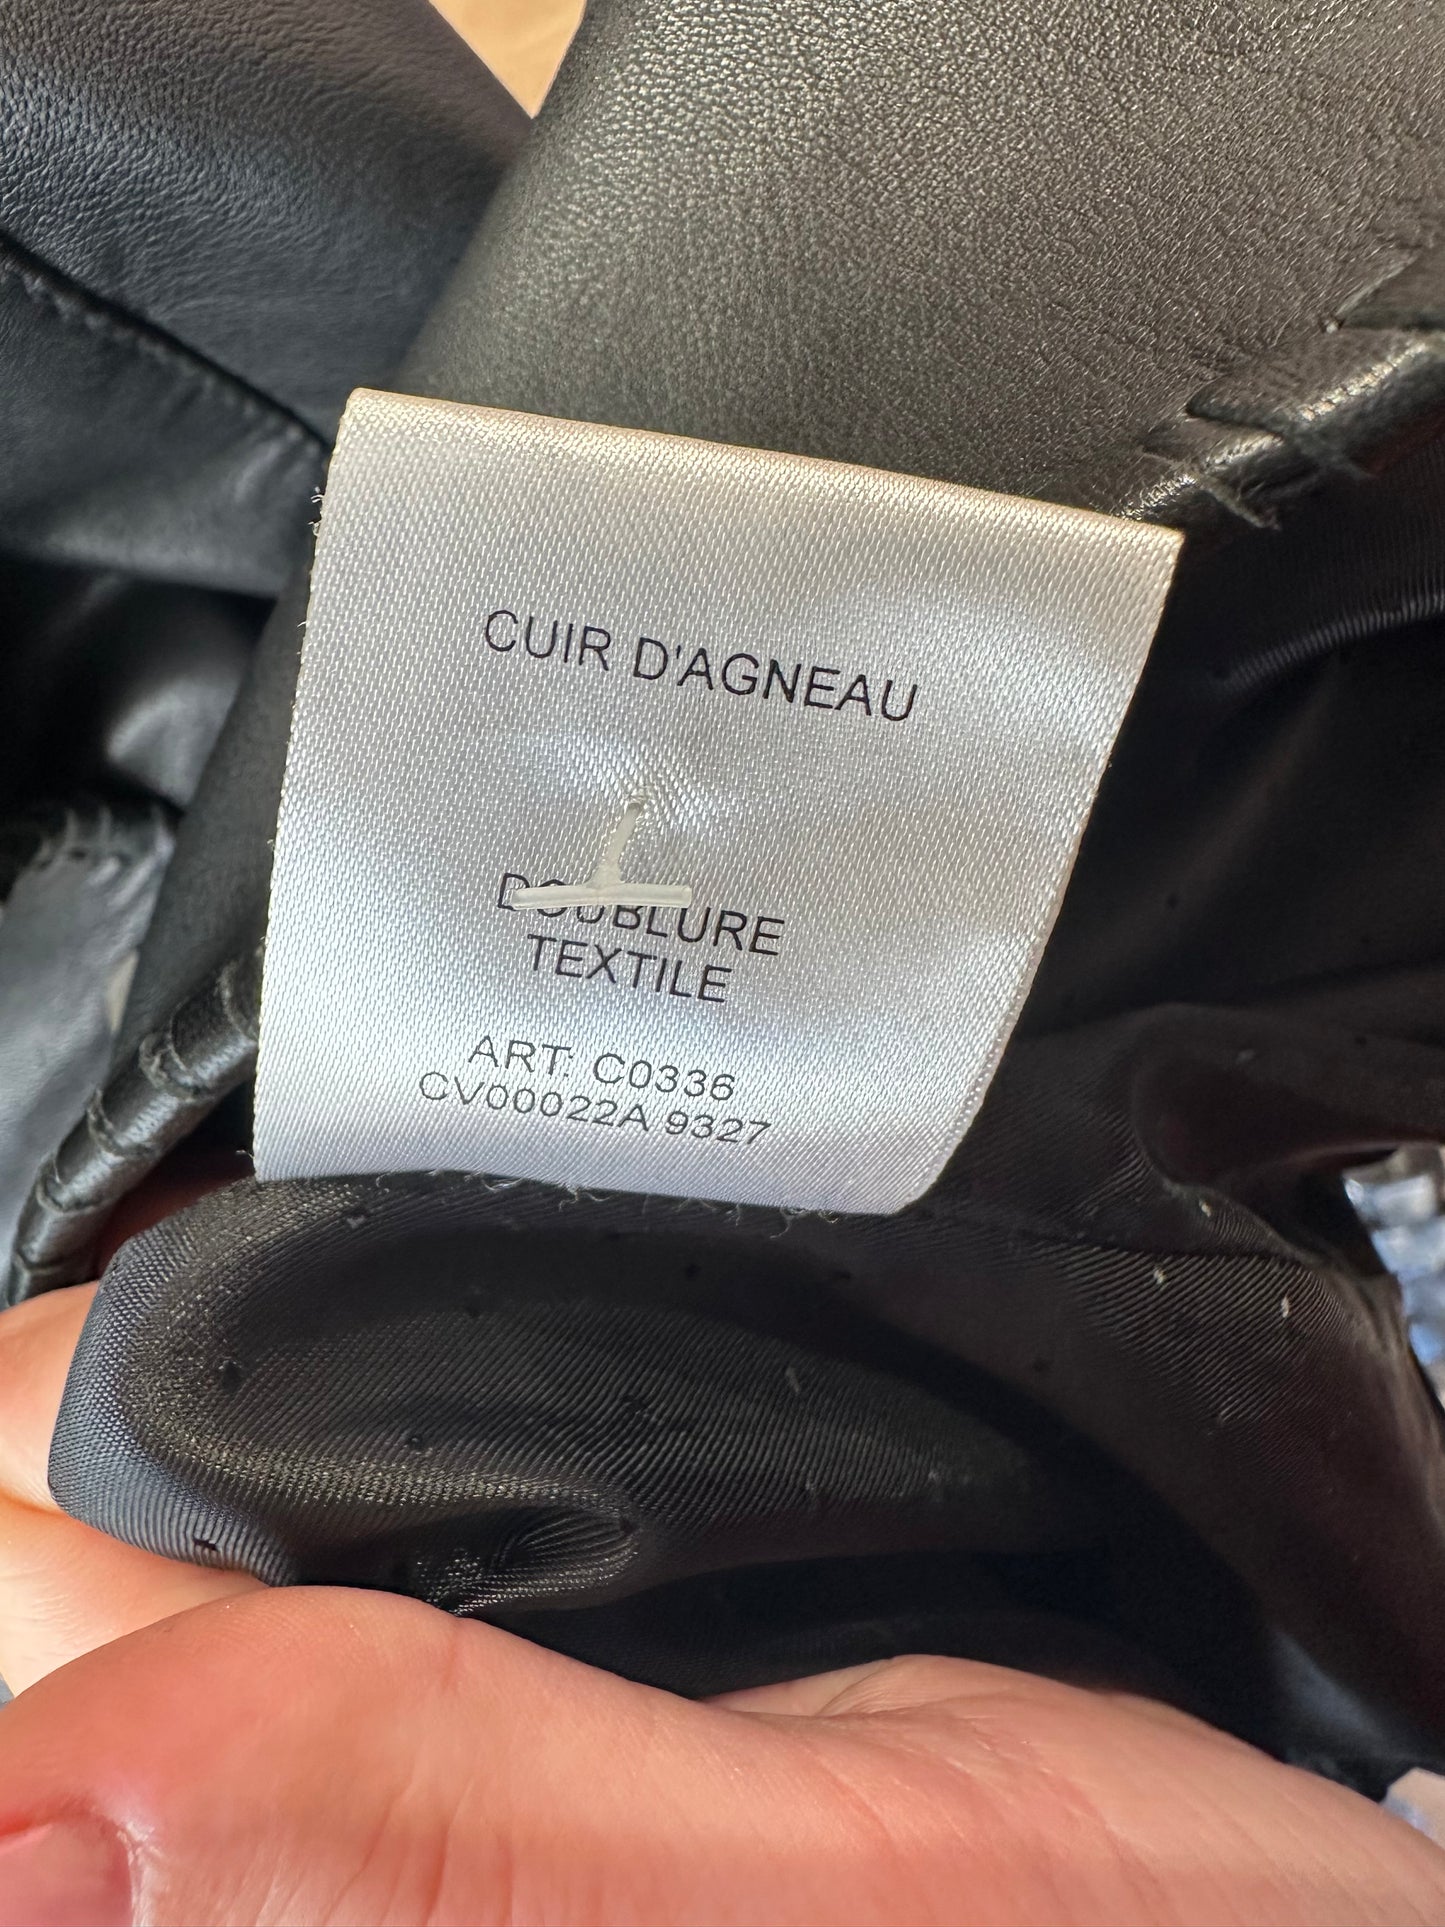 CUIR D'AGNEAU
DOUBLURE
TEXTILE
ART: C0336
CV00022A 9327